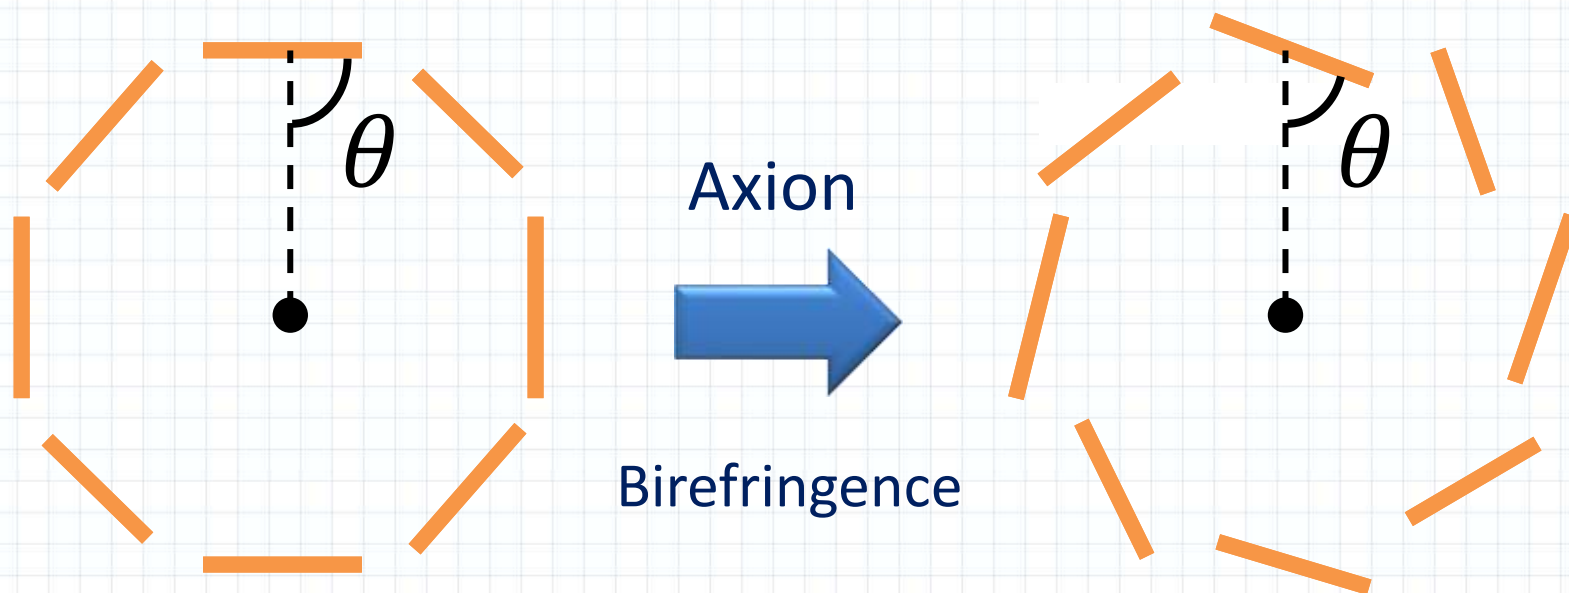 θ
Axion
Birefringence
θ